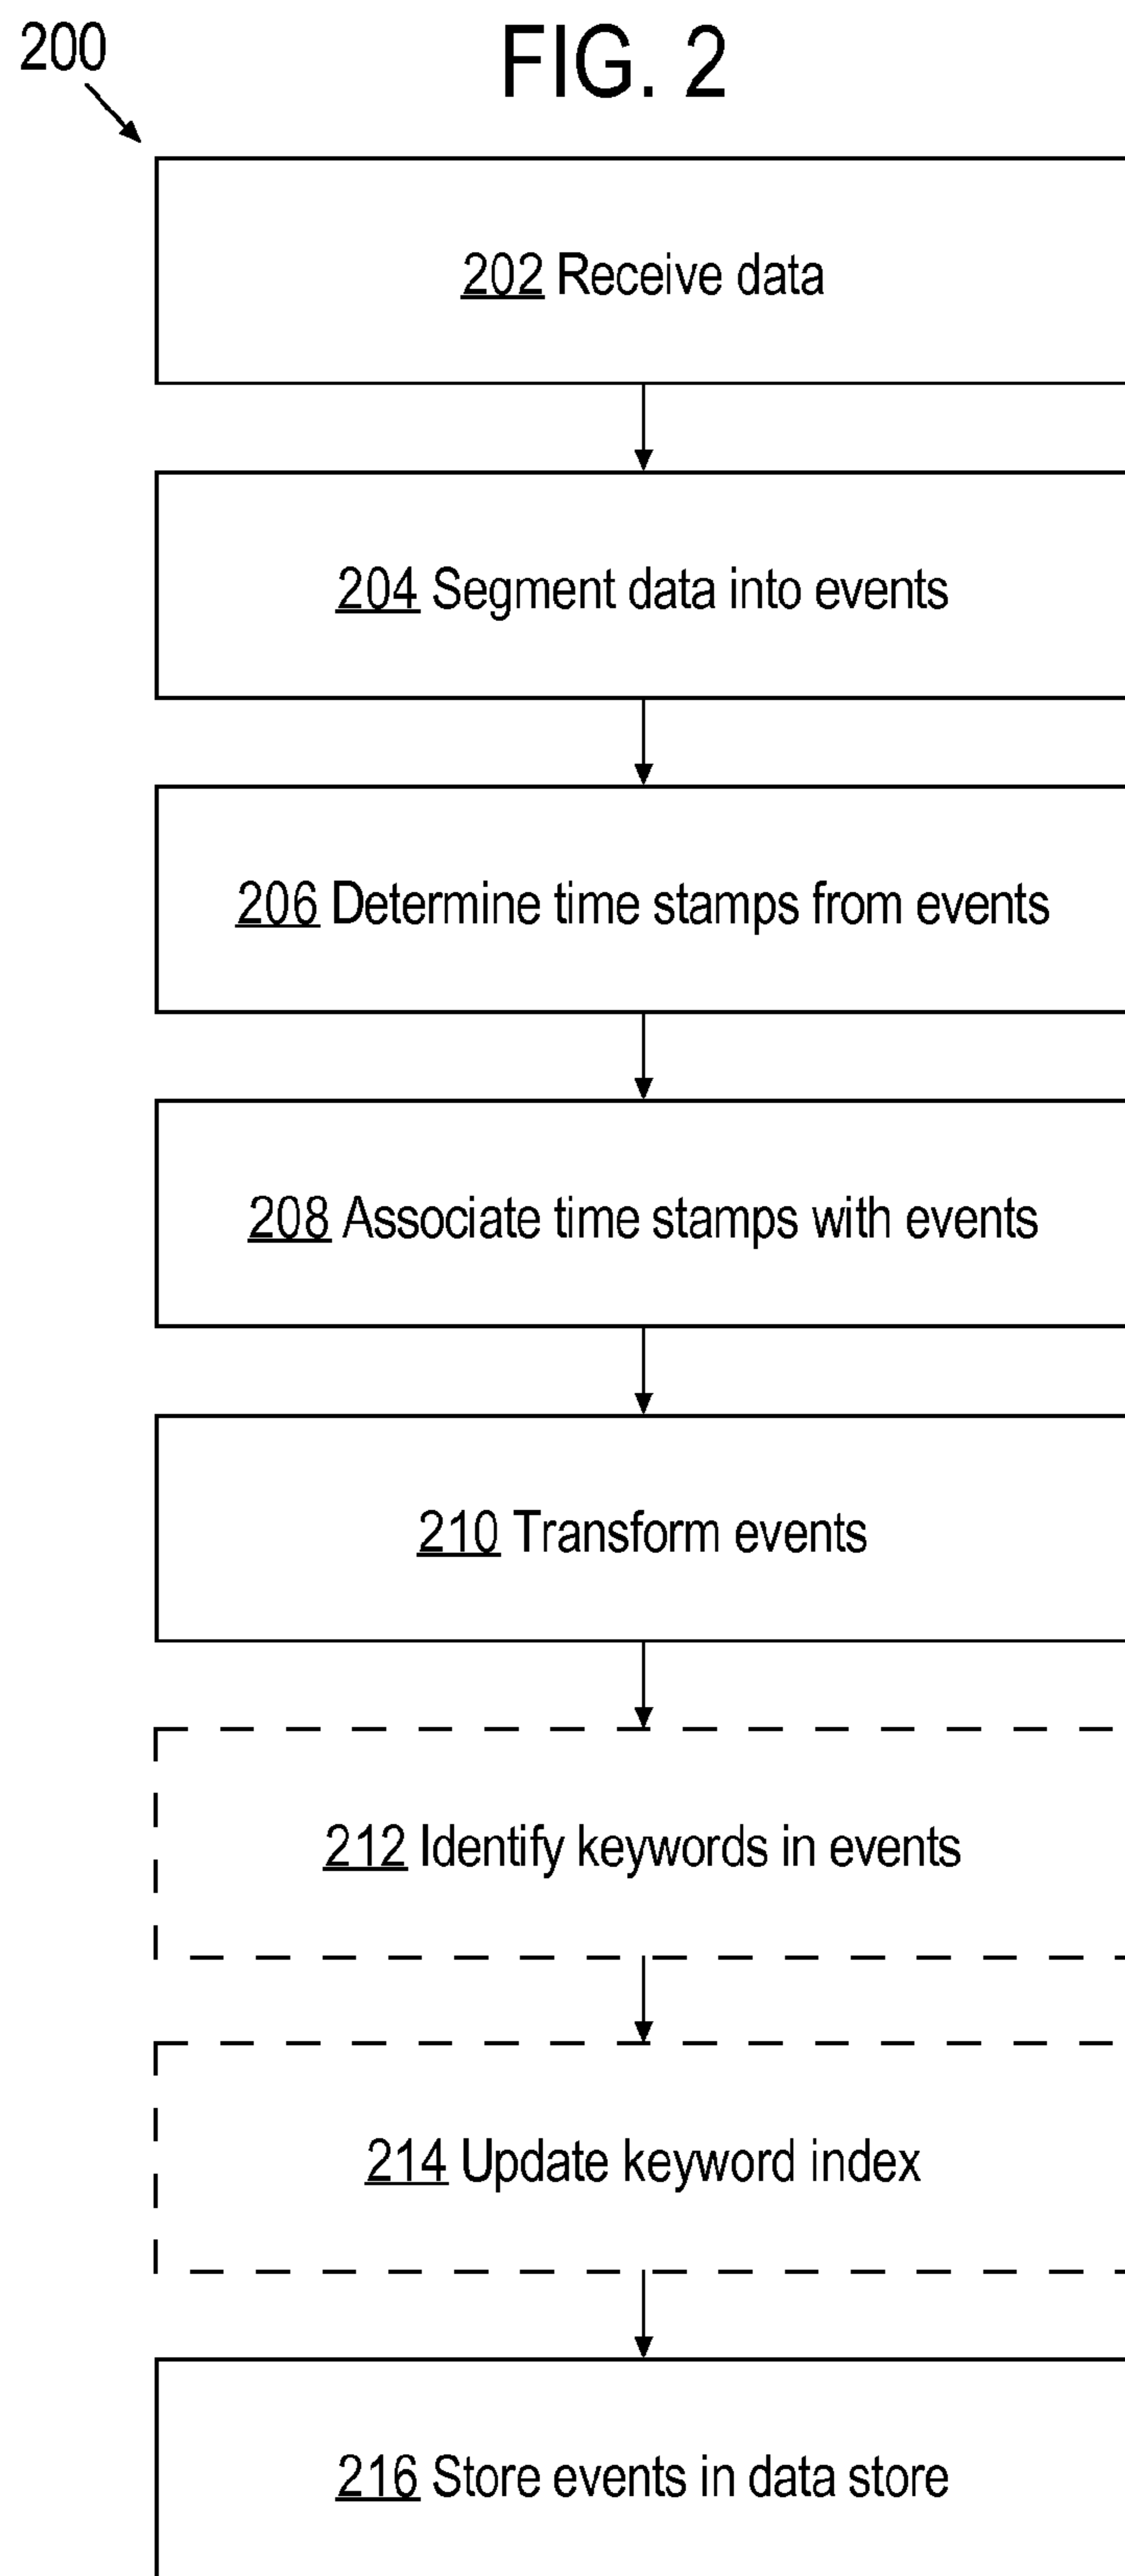 200
FIG. 2
202 Receive data
204 Segment data into events
206 Determine time stamps from events
208 Associate time stamps with events
210 Transform events
212 Identify keywords in events
214 Update keyword index
216 Store events in data store